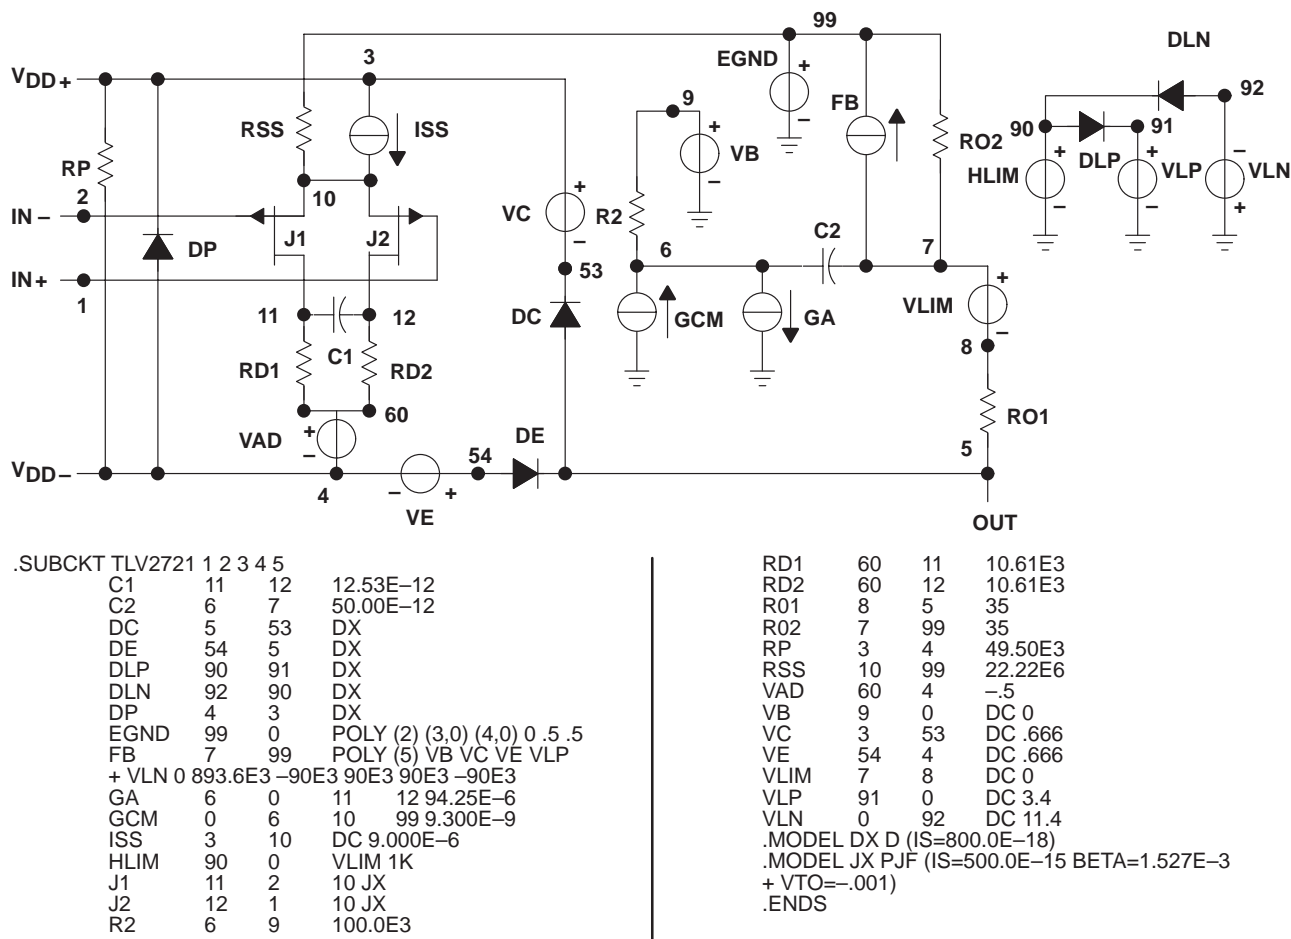 99
DLN
3
EGND
+
–
V_DD+
9
FB
92
RSS
ISS
+
VB
–
RO2
90
91
DLP
RP
10
+
HLIM
–
+
VLP
–
–
VLN
+
2
IN–
VC
+
–
R2
C2
J1
J2
DP
6
7
IN+
1
53
+
VLIM
–
11
12
DC
GCM
GA
8
C1
RD1
RD2
60
RO1
VAD
+
–
DE
54
5
V_DD–
4
–
+
VE
OUT
.SUBCKT TLV2721 1 2 3 4 5
C1 11 12 12.53E–12
C2 6 7 50.00E–12
DC 5 53 DX
DE 54 5 DX
DLP 90 91 DX
DLN 92 90 DX
DP 4 3 DX
EGND 99 0 POLY (2) (3,0) (4,0) 0 .5 .5
FB 7 99 POLY (5) VB VC VE VLP
+ VLN 0 893.6E3 –90E3 90E3 90E3 –90E3
GA 6 0 11 12 94.25E–6
GCM 0 6 10 99 9.300E–9
ISS 3 10 DC 9.000E–6
HLIM 90 0 VLIM 1K
J1 11 2 10 JX
J2 12 1 10 JX
R2 6 9 100.0E3
RD1 60 11 10.61E3
RD2 60 12 10.61E3
R01 8 5 35
R02 7 99 35
RP 3 4 49.50E3
RSS 10 99 22.22E6
VAD 60 4 –.5
VB 9 0 DC 0
VC 3 53 DC .666
VE 54 4 DC .666
VLIM 7 8 DC 0
VLP 91 0 DC 3.4
VLN 0 92 DC 11.4
.MODEL DX D (IS=800.0E–18)
.MODEL JX PJF (IS=500.0E–15 BETA=1.527E–3
+ VTO=–.001)
.ENDS